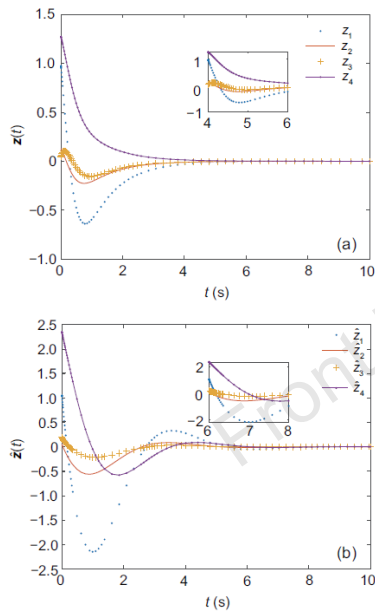 1.5
1.0
0.5
0
−0.5
−1.0
z(t)
0 2 4 6 8 10
t (s)
1
0
−1
4 5 6
z₁
z₂
z₃
z₄
(a)
2.5
2.0
1.5
1.0
0.5
0
−0.5
−1.0
−1.5
−2.0
−2.5
ẑ(t)
0 2 4 6 8 10
t (s)
2
0
−2
6 7 8
ẑ₁
ẑ₂
ẑ₃
ẑ₄
(b)
Front